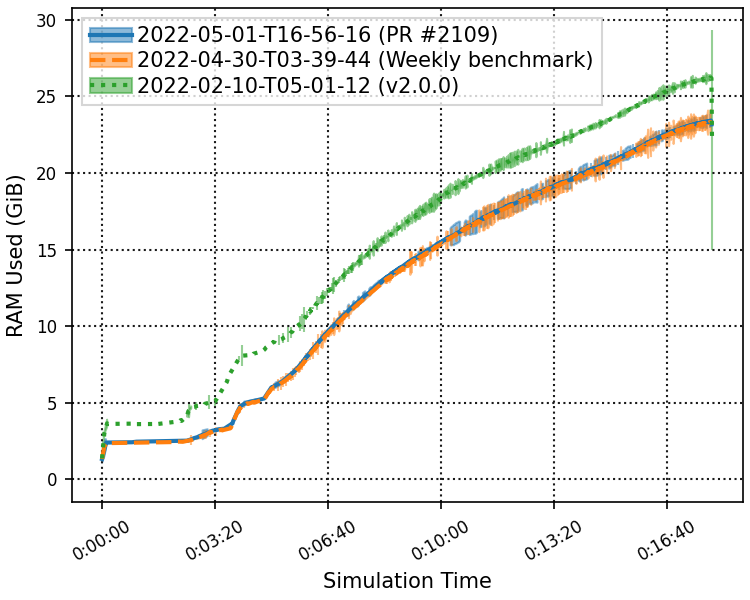 2022-05-01-T16-56-16 (PR #2109)
2022-04-30-T03-39-44 (Weekly benchmark)
2022-02-10-T05-01-12 (v2.0.0)
RAM Used (GiB)
30
25
20
15
10
5
0
0:00:00
0:03:20
0:06:40
0:10:00
0:13:20
0:16:40
Simulation Time